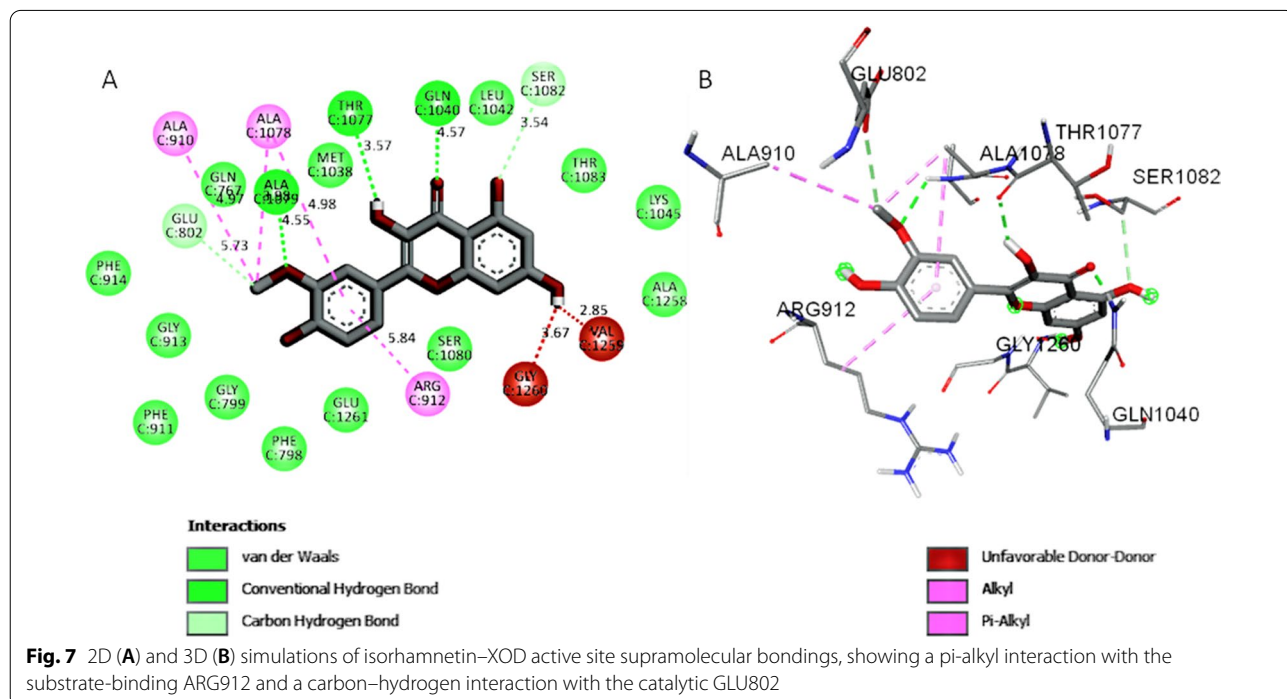 A
ALA
C:910
ALA
C:1078
THR
C:1077
GLN
C:1040
LEU
C:1042
SER
C:1082
3.57
4.57
3.54
GLN
C:767
4.97
ALA
C:1079
4.55
MET
C:1038
4.98
THR
C:1083
GLU
C:802
5.73
LYS
C:1045
PHE
C:914
ALA
C:1258
GLY
C:913
5.84
SER
C:1080
3.67
2.85
VAL
GLY
GLY
C:799
PHE
C:911
GLU
C:1261
ARG
C:912
PHE
C:798
B
GLU802
ALA910
THR1077
ALA1078
SER1082
ARG912
GLY1260
GLN1040
Interactions
van der Waals
Conventional Hydrogen Bond
Carbon Hydrogen Bond
Unfavorable Donor-Donor
Alkyl
Pi-Alkyl
Fig. 7 2D (A) and 3D (B) simulations of isorhamnetin–XOD active site supramolecular bondings, showing a pi-alkyl interaction with the
substrate-binding ARG912 and a carbon–hydrogen interaction with the catalytic GLU802